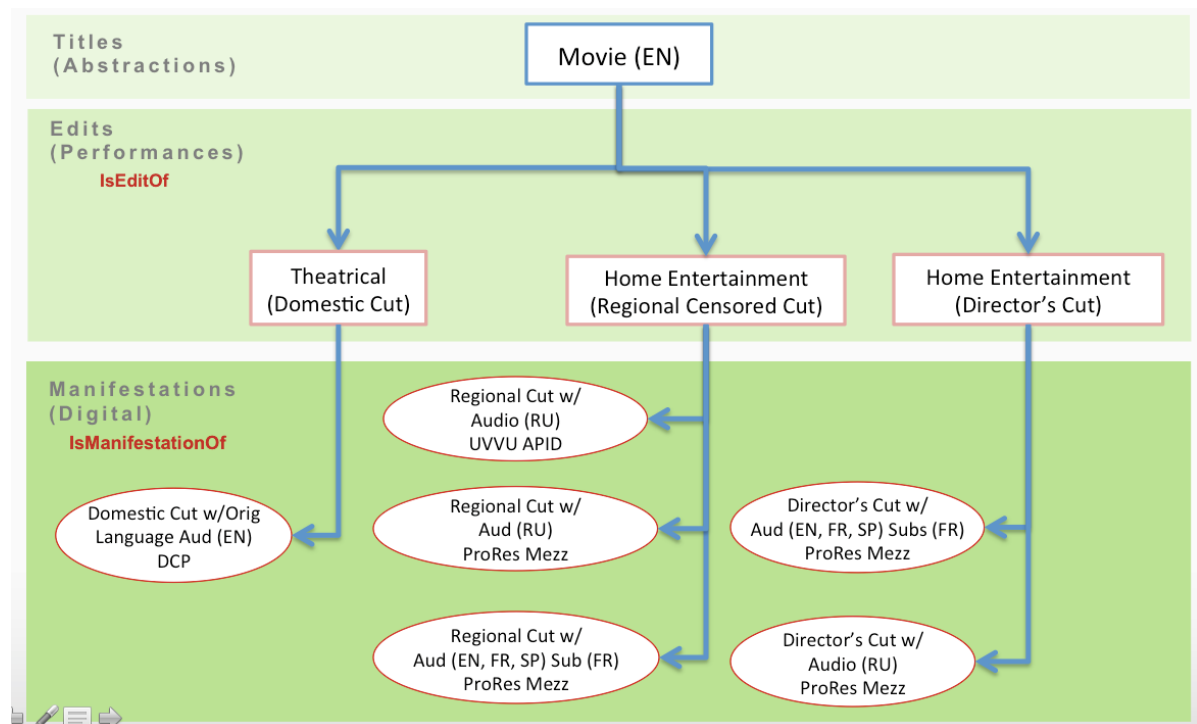 Titles
(Abstractions)
Movie (EN)
Edits
(Performances)
IsEditOf
Theatrical
(Domestic Cut)
Home Entertainment
(Regional Censored Cut)
Home Entertainment
(Director's Cut)
Manifestations
(Digital)
IsManifestationOf
Regional Cut w/
Audio (RU)
UVVU APID
Domestic Cut w/Orig
Language Aud (EN)
DCP
Regional Cut w/
Aud (RU)
ProRes Mezz
Director's Cut w/
Aud (EN, FR, SP) Subs (FR)
ProRes Mezz
Regional Cut w/
Aud (EN, FR, SP) Sub (FR)
ProRes Mezz
Director's Cut w/
Audio (RU)
ProRes Mezz